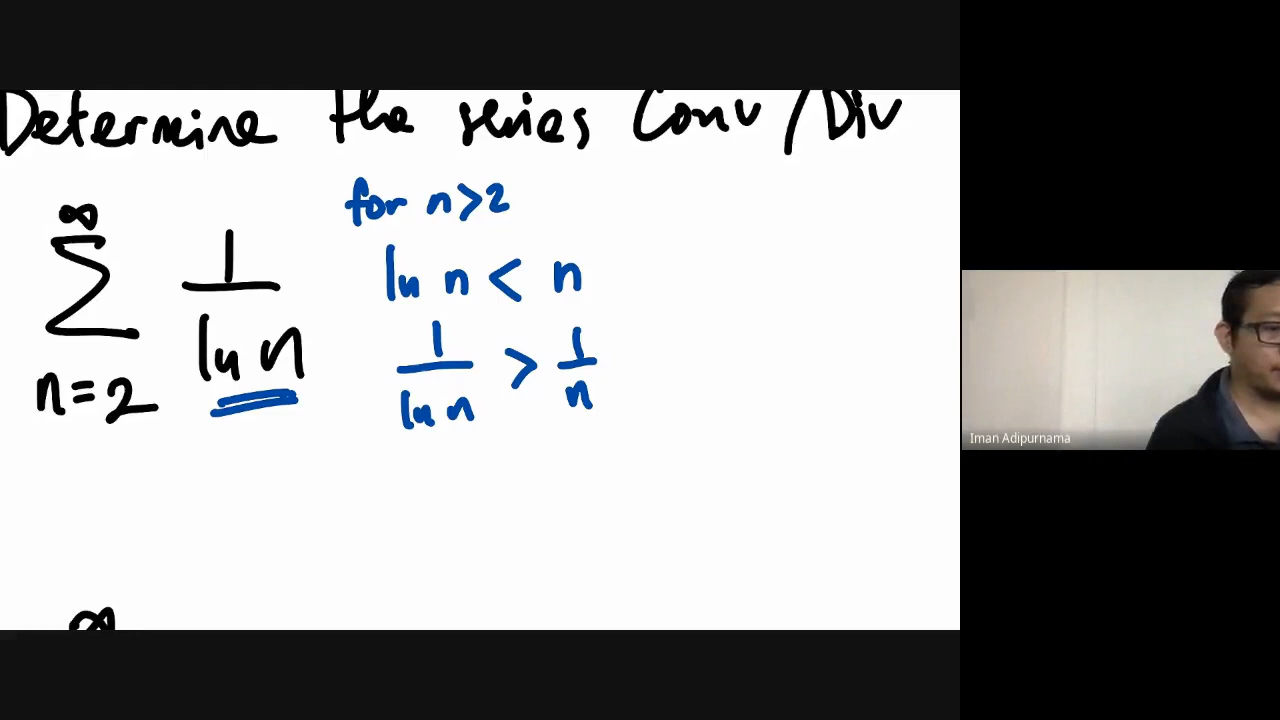 Determine the series Conv/Div
for n>2
∞
∑ 1/ln n
n=2
ln n < n
1/ln n > 1/n
∞
Iman Adipurnama